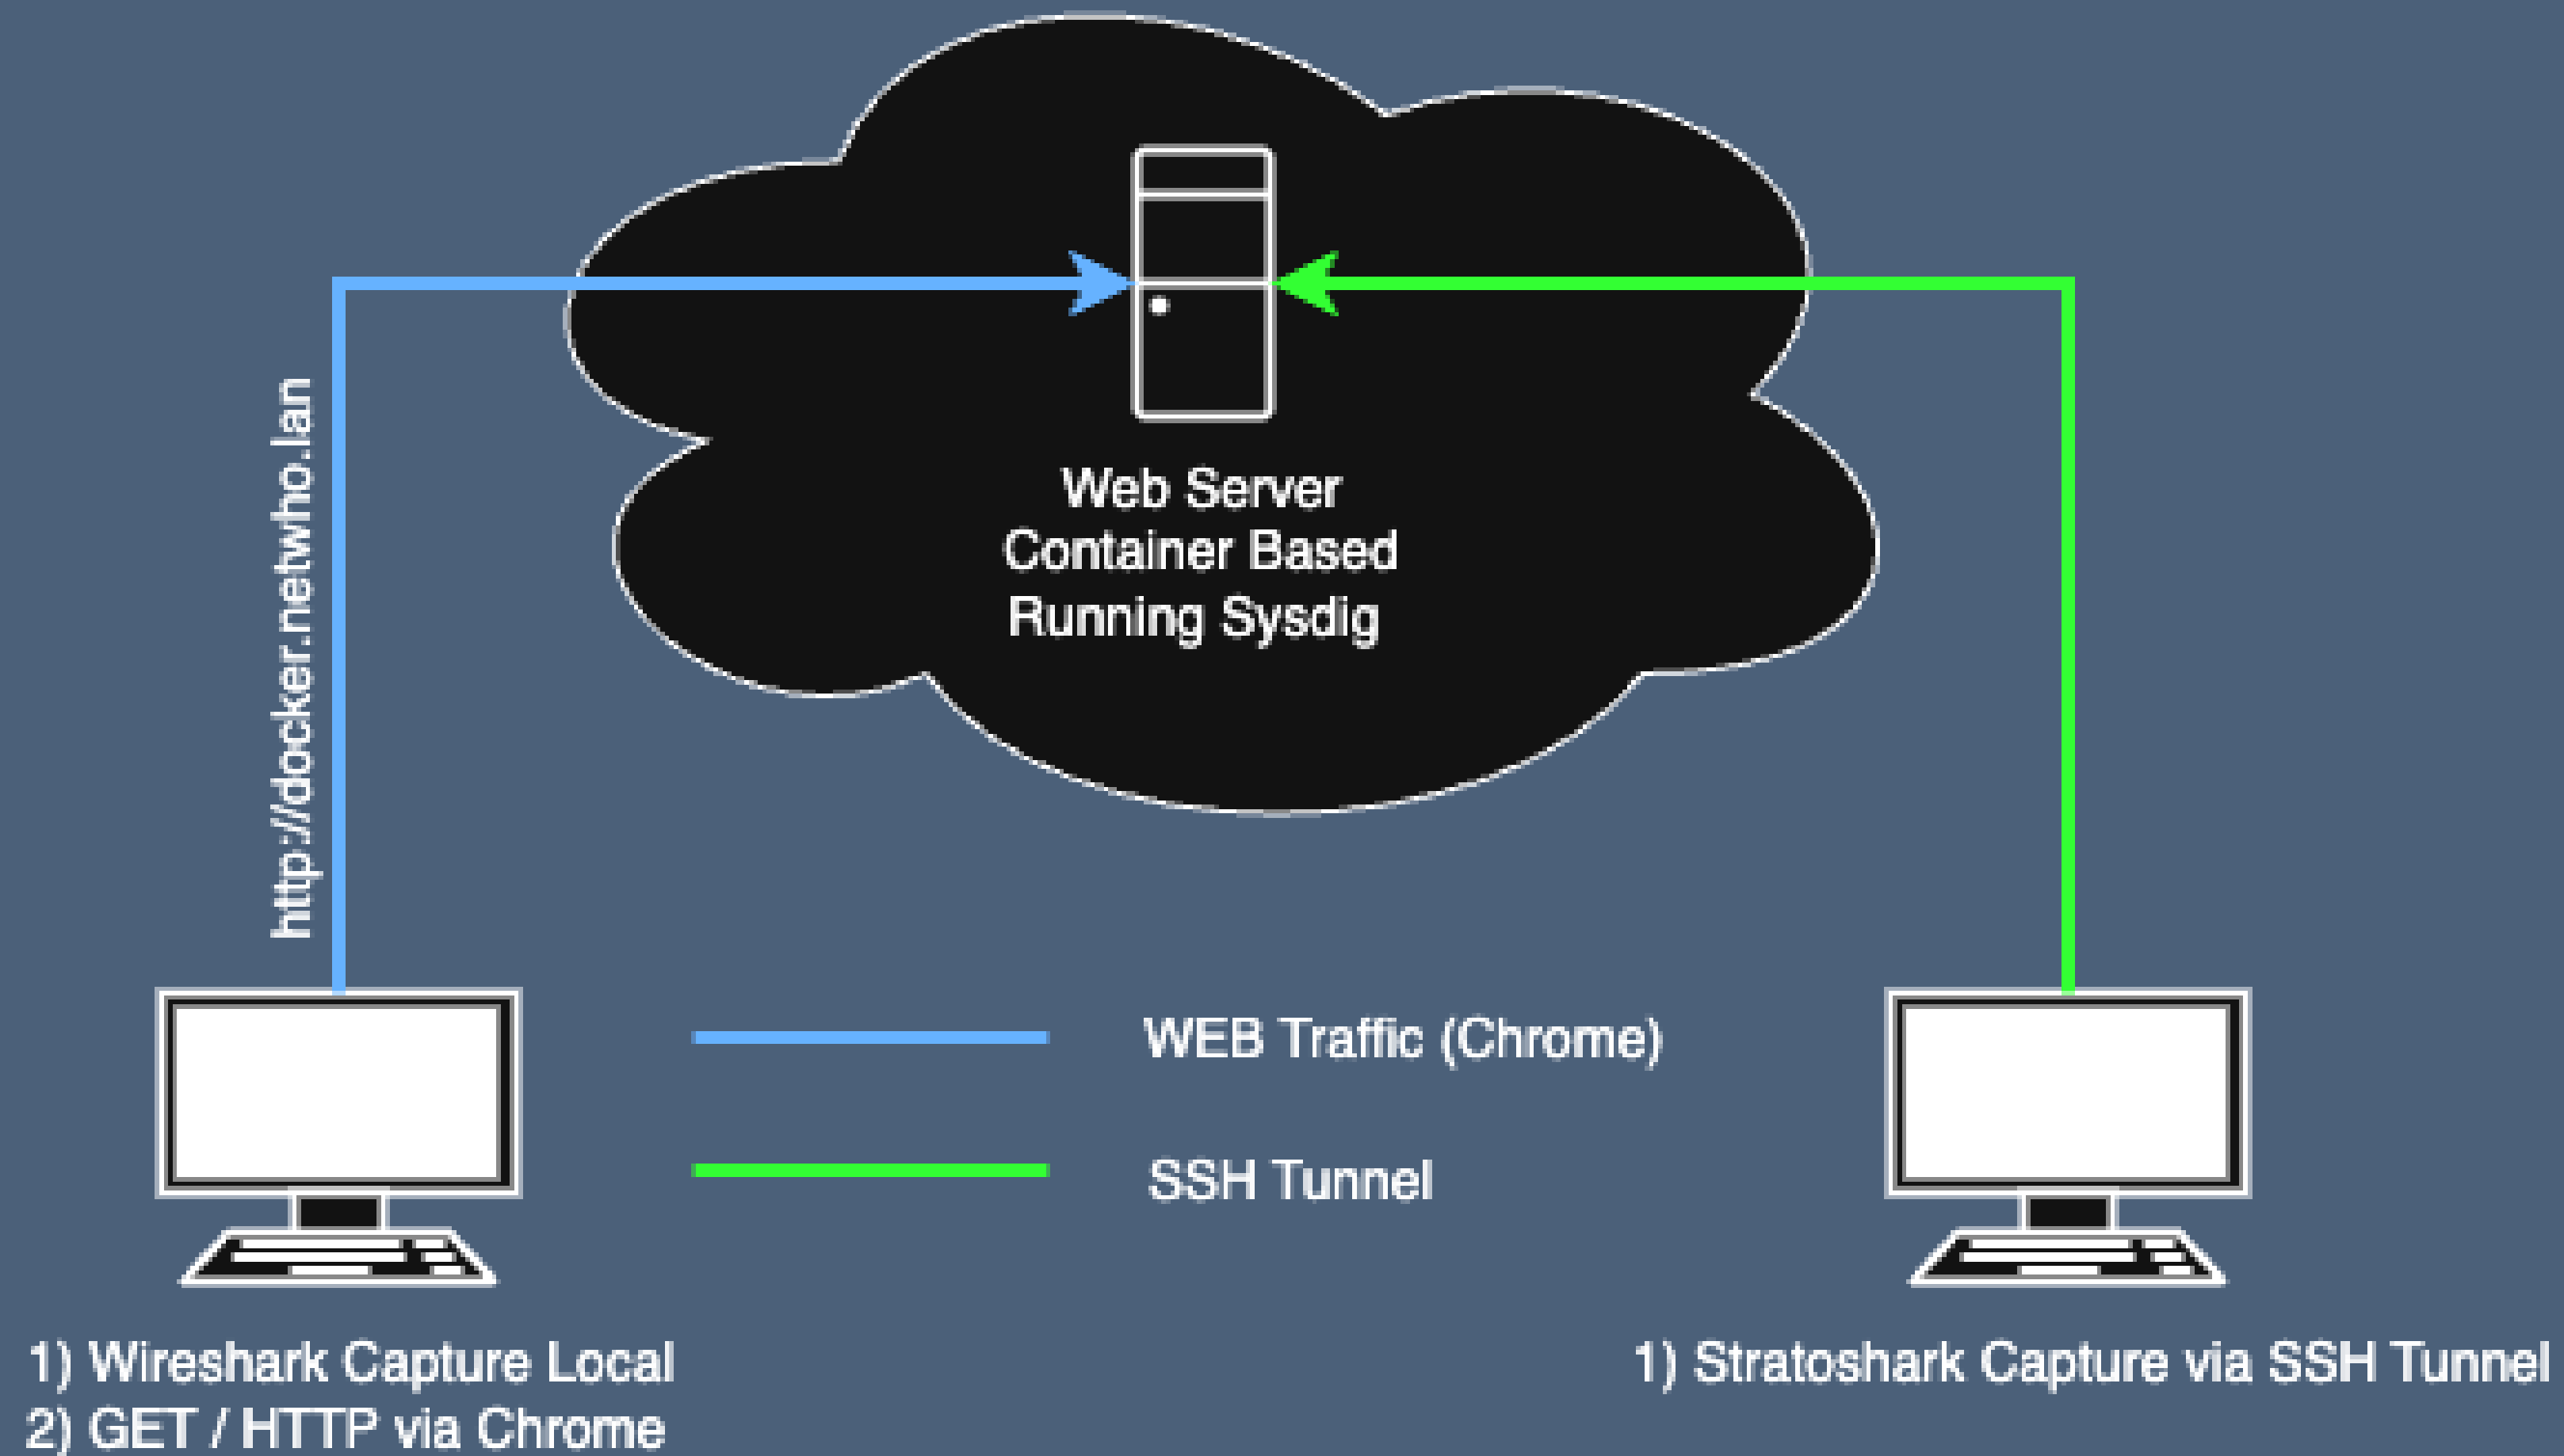 http://docker.netwho.lan
Web Server
Container Based
Running Sysdig
WEB Traffic (Chrome)
SSH Tunnel
1) Wireshark Capture Local
2) GET / HTTP via Chrome
1) Stratoshark Capture via SSH Tunnel